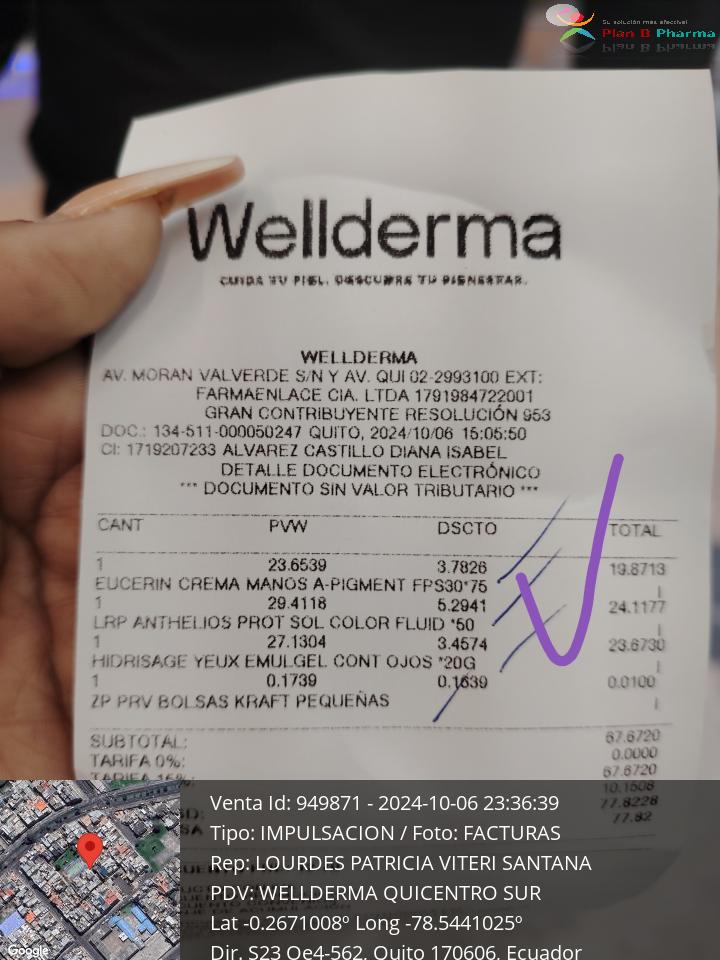 Su solución más efectiva!
Plan B Pharma
Wellderma
CUIDA TU PIEL. DESCUBRE TU BIENESTAR.
WELLDERMA
AV. MORAN VALVERDE S/N Y AV. QUI 02-2993100 EXT:
FARMAENLACE CIA. LTDA 1791984722001
GRAN CONTRIBUYENTE RESOLUCIÓN 953
DOC.: 134-511-000050247 QUITO, 2024/10/06 15:05:50
CI: 1719207233 ALVAREZ CASTILLO DIANA ISABEL
DETALLE DOCUMENTO ELECTRÓNICO
*** DOCUMENTO SIN VALOR TRIBUTARIO ***
CANT PVW DSCTO TOTAL
1 23.6539 3.7826 19.8713
EUCERIN CREMA MANOS A-PIGMENT FPS30*75 I
1 29.4118 5.2941 24.1177
LRP ANTHELIOS PROT SOL COLOR FLUID *50 I
1 27.1304 3.4574 23.6730
HIDRISAGE YEUX EMULGEL CONT OJOS *20G I
1 0.1739 0.1639 0.0100
ZP PRV BOLSAS KRAFT PEQUEÑAS I
SUBTOTAL: 67.6720
TARIFA 0%: 0.0000
TARIFA 15% 67.6720
10.1508
77.8228
77.82
Venta Id: 949871 - 2024-10-06 23:36:39
Tipo: IMPULSACION / Foto: FACTURAS
Rep: LOURDES PATRICIA VITERI SANTANA
PDV: WELLDERMA QUICENTRO SUR
Lat -0.2671008º Long -78.5441025º
Dir. S23 Oe4-562, Quito 170606, Ecuador
Google